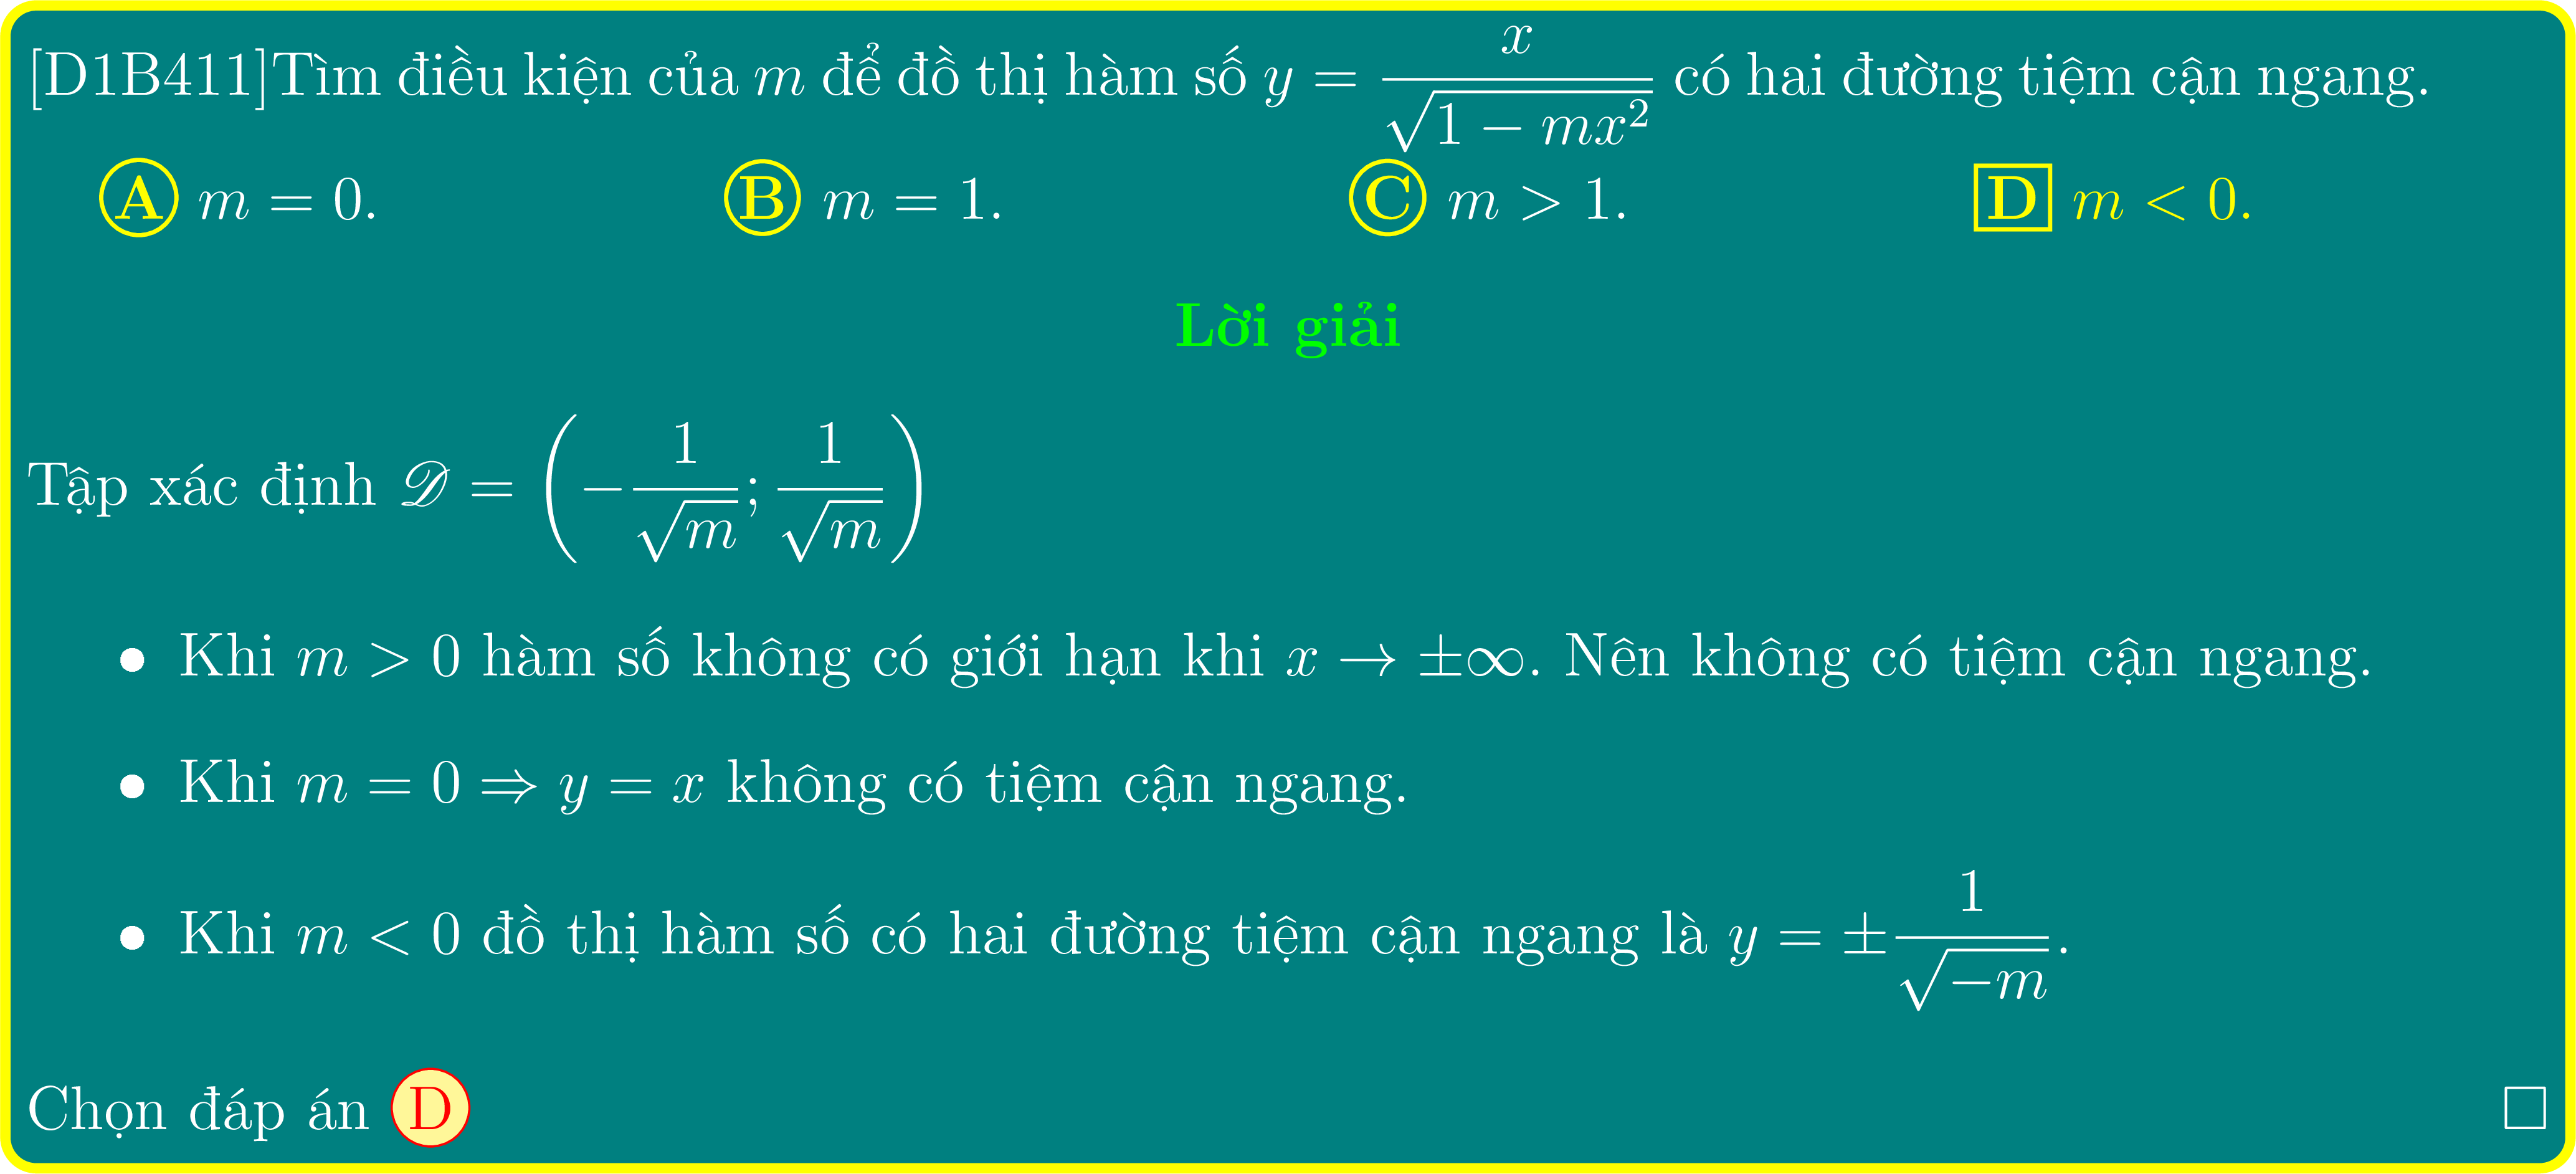 [D1B411]Tìm điều kiện của $m$ để đồ thị hàm số $y = \dfrac{x}{\sqrt{1 - mx^2}}$ có hai đường tiệm cận ngang.
A $m = 0$. B $m = 1$. C $m > 1$. D $m < 0$.
Lời giải
Tập xác định $\mathscr{D} = \left(-\dfrac{1}{\sqrt{m}}; \dfrac{1}{\sqrt{m}}\right)$
• Khi $m > 0$ hàm số không có giới hạn khi $x \to \pm\infty$. Nên không có tiệm cận ngang.
• Khi $m = 0 \Rightarrow y = x$ không có tiệm cận ngang.
• Khi $m < 0$ đồ thị hàm số có hai đường tiệm cận ngang là $y = \pm\dfrac{1}{\sqrt{-m}}$.
Chọn đáp án D □